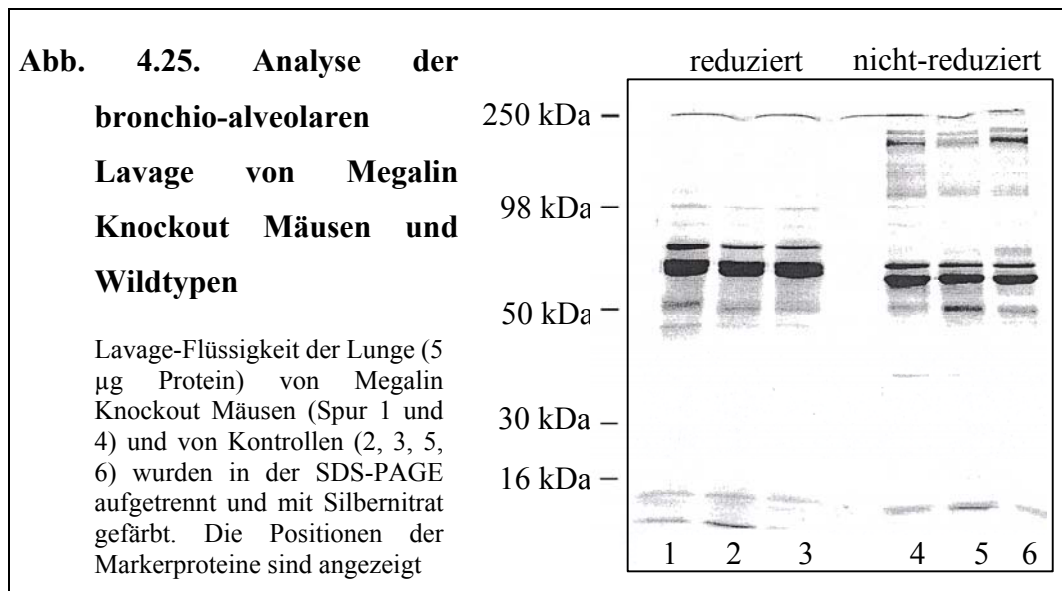 Abb. 4.25. Analyse der
bronchio-alveolaren
Lavage von Megalin
Knockout Mäusen und
Wildtypen
Lavage-Flüssigkeit der Lunge (5
µg Protein) von Megalin
Knockout Mäusen (Spur 1 und
4) und von Kontrollen (2, 3, 5,
6) wurden in der SDS-PAGE
aufgetrennt und mit Silbernitrat
gefärbt. Die Positionen der
Markerproteine sind angezeigt
reduziert nicht-reduziert
250 kDa
98 kDa
50 kDa
30 kDa
16 kDa
1 2 3 4 5 6